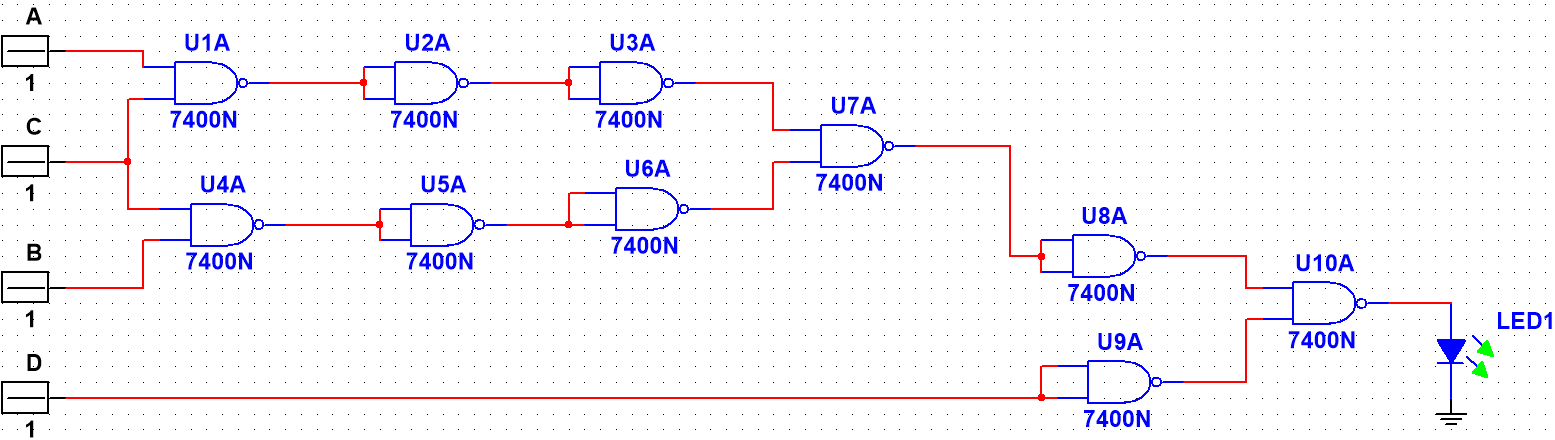 A
1
U1A
7400N
U2A
7400N
U3A
7400N
C
1
U7A
7400N
U4A
7400N
U5A
7400N
U6A
7400N
B
1
U8A
7400N
U10A
7400N
LED1
D
1
U9A
7400N